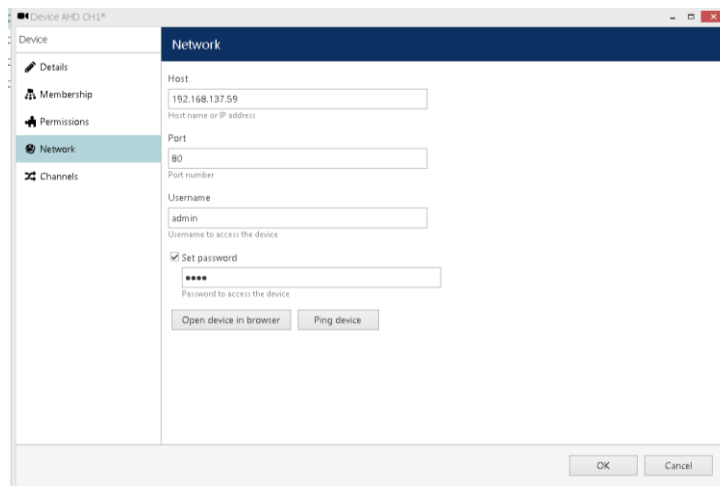 Device AHD CH1*
Device
Details
Membership
Permissions
Network
Channels
Network
Host
192.168.137.59
Host name or IP address
Port
80
Port number
Username
admin
Username to access the device
Set password
●●●●
Password to access the device
Open device in browser
Ping device
OK
Cancel